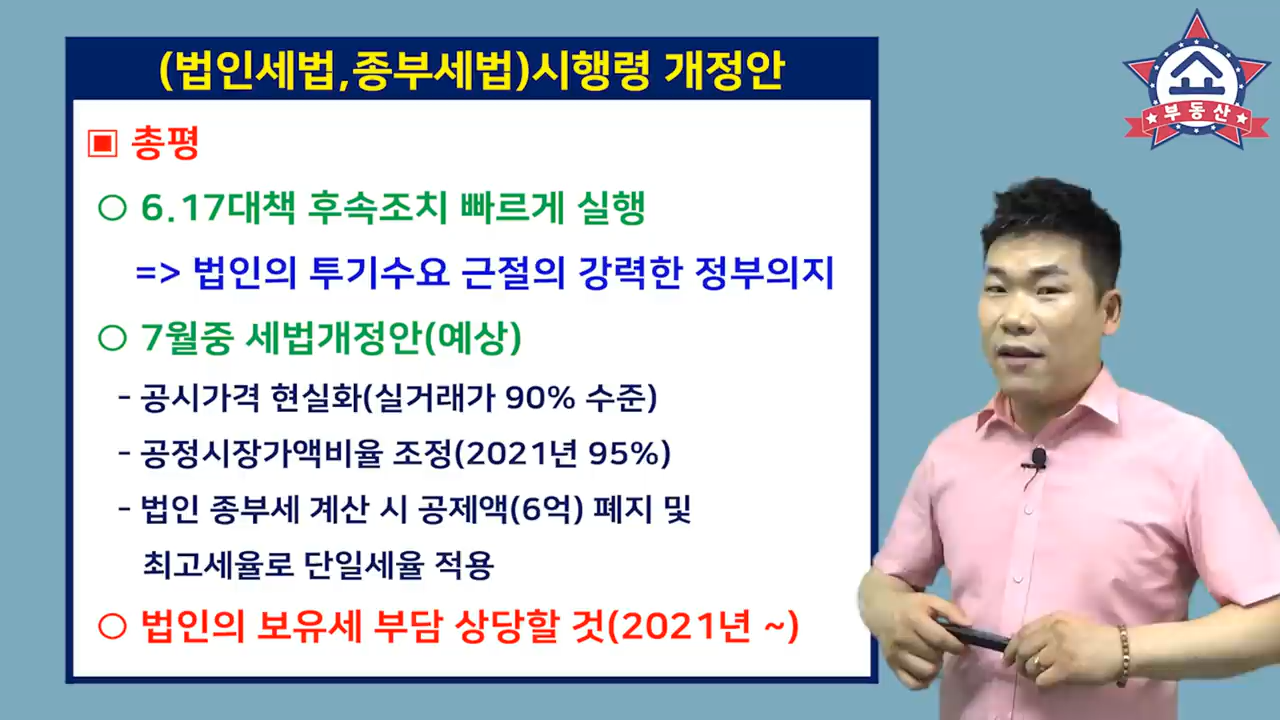 (법인세법,종부세법)시행령 개정안
▣ 총평
○ 6.17대책 후속조치 빠르게 실행
=> 법인의 투기수요 근절의 강력한 정부의지
○ 7월중 세법개정안(예상)
- 공시가격 현실화(실거래가 90% 수준)
- 공정시장가액비율 조정(2021년 95%)
- 법인 종부세 계산 시 공제액(6억) 폐지 및
최고세율로 단일세율 적용
○ 법인의 보유세 부담 상당할 것(2021년 ~)
부동산